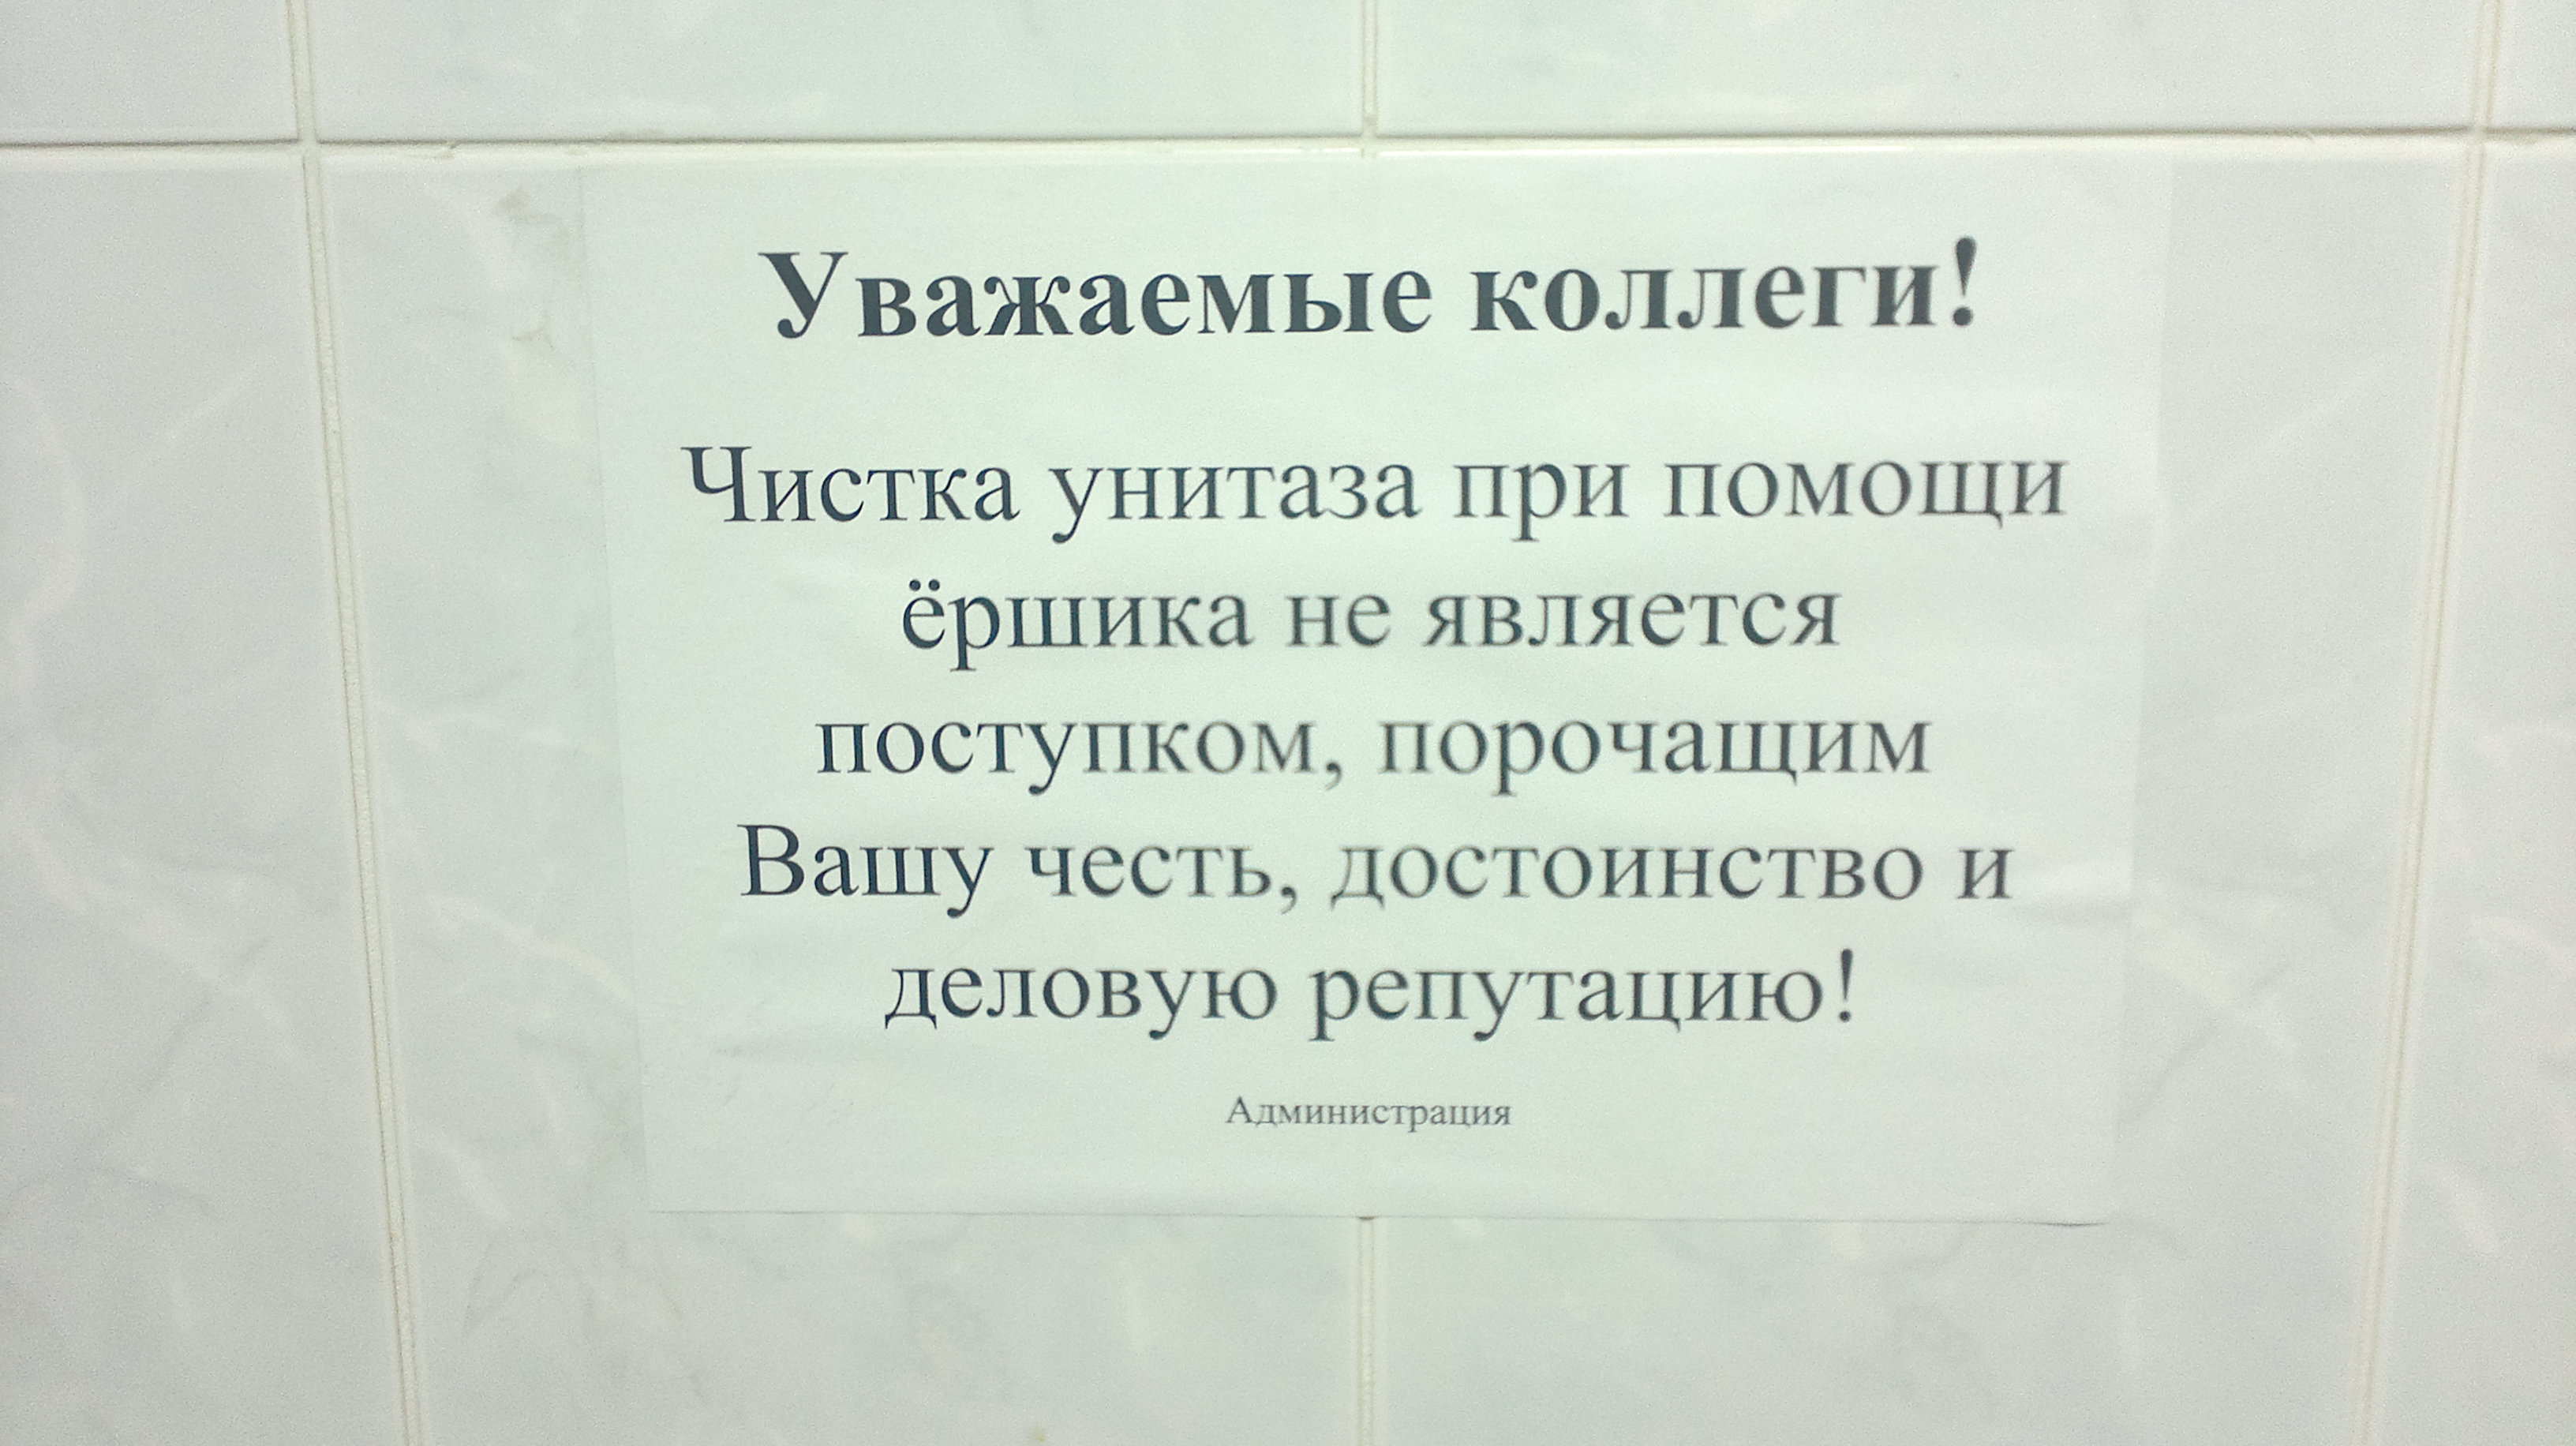 Уважаемые коллеги!
Чистка унитаза при помощи
ёршика не является
поступком, порочащим
Вашу честь, достоинство и
деловую репутацию!
Администрация